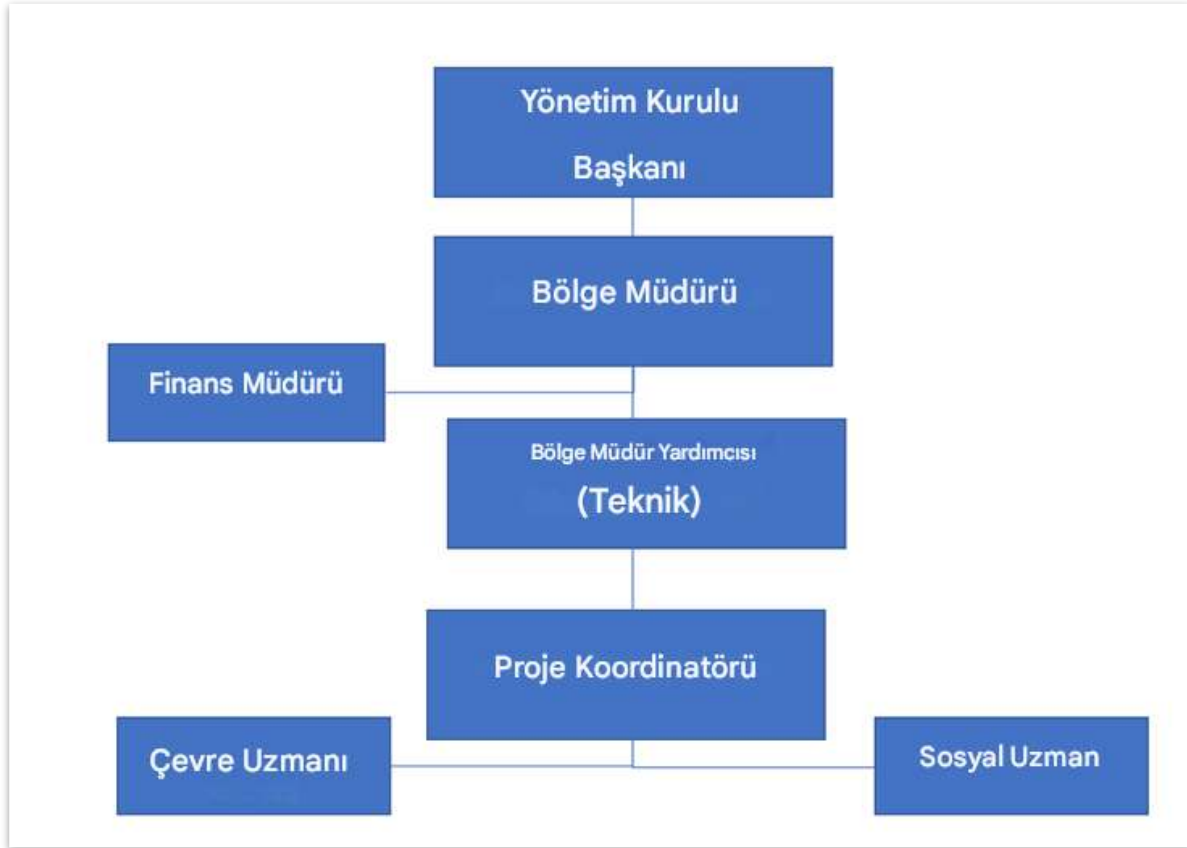 Yönetim Kurulu
Başkanı
Bölge Müdürü
Finans Müdürü
Bölge Müdür Yardımcısı
(Teknik)
Proje Koordinatörü
Çevre Uzmanı
Sosyal Uzman